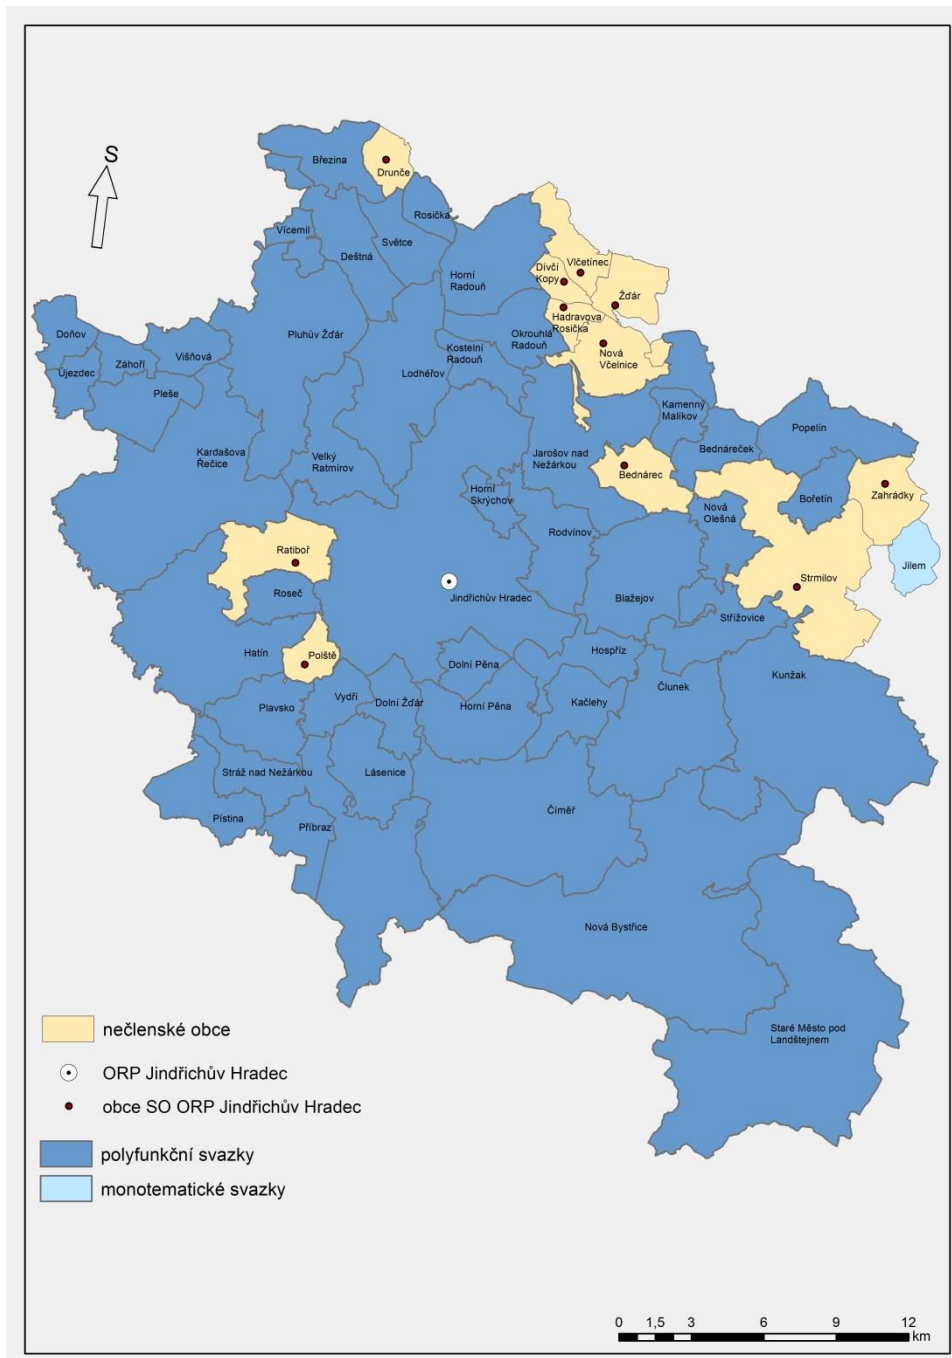 S
Březina
Drunče
Rosička
Vícemil
Světce
Deštná
Vlčetínec
Dívčí
Kopy
Horní
Radouň
Žďár
Hadravova
Rosička
Doňov
Pluhův Žďár
Okrouhlá
Radouň
Višňová
Kostelní
Radouň
Nová
Včelnice
Záhoří
Újezdec
Lodhéřov
Pleše
Kamenný
Malíkov
Popelín
Bednáreček
Kardašova
Řečice
Velký
Ratmírov
Jarošov nad
Nežárkou
Bednárec
Horní
Skrýchov
Zahrádky
Bořetín
Nová
Olešná
Rodvínov
Ratiboř
Jilem
Strmilov
Roseč
Jindřichův Hradec
Blažejov
Střížovice
Hatín
Polště
Hospříz
Dolní Pěna
Kunžak
Člunek
Vydří
Dolní Žďár
Plavsko
Horní Pěna
Kačlehy
Stráž nad Nežárkou
Lásenice
Číměř
Pístina
Příbraz
Nová Bystřice
Staré Město pod
Landštejnem
nečlenské obce
ORP Jindřichův Hradec
obce SO ORP Jindřichův Hradec
polyfunkční svazky
monotematické svazky
0 1,5 3 6 9 12
km